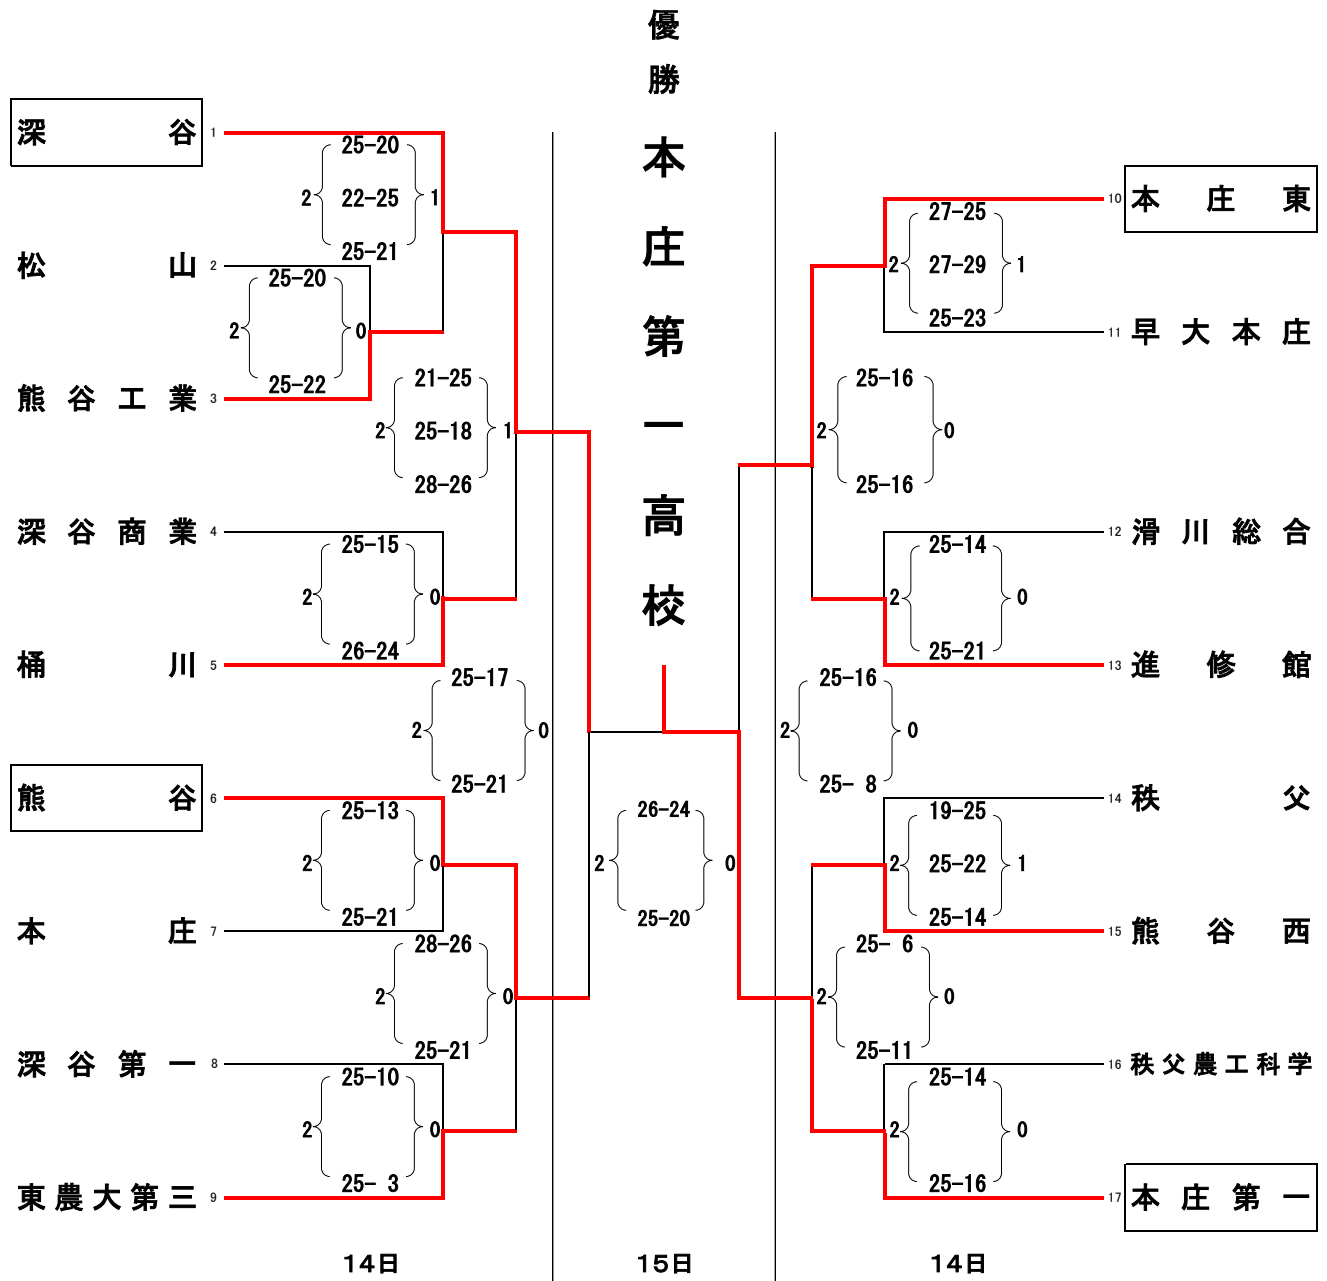 優勝
本庄第一高校
深谷 1
25-20
2 22-25 1
25-21
松山 2
25-20
2 0
25-22
熊谷工業 3
21-25
2 25-18 1
28-26
深谷商業 4
25-15
2 0
26-24
桶川 5
25-17
2 0
25-21
熊谷 6
25-13
2 0
25-21
本庄 7
28-26
2 0
25-21
深谷第一 8
25-10
2 0
25- 3
東農大第三 9
14日
26-24
2 0
25-20
15日
10 本庄東
27-25
2 27-29 1
25-23
11 早大本庄
25-16
2 0
25-16
12 滑川総合
25-14
2 0
25-21
13 進修館
25-16
2 0
25- 8
14 秩父
19-25
2 25-22 1
25-14
15 熊谷西
25- 6
2 0
25-11
16 秩父農工科学
25-14
2 0
25-16
17 本庄第一
14日